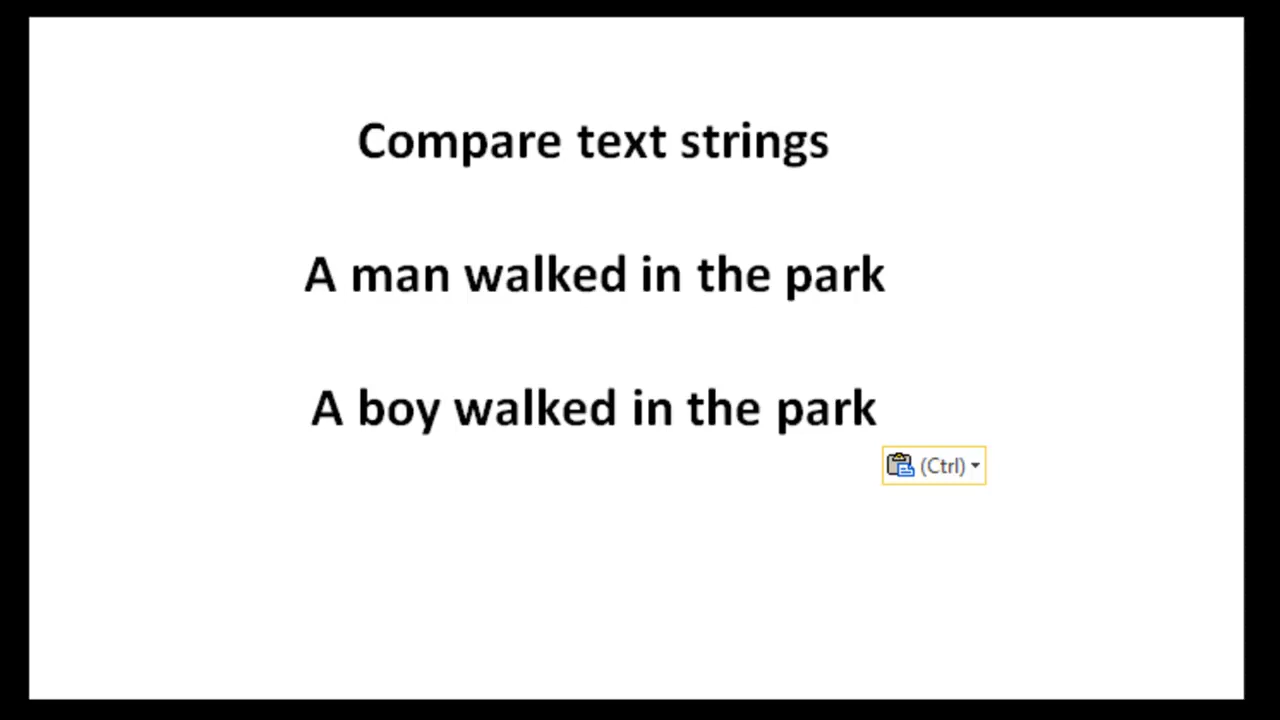 Compare text strings
A man walked in the park
A boy walked in the park
(Ctrl)